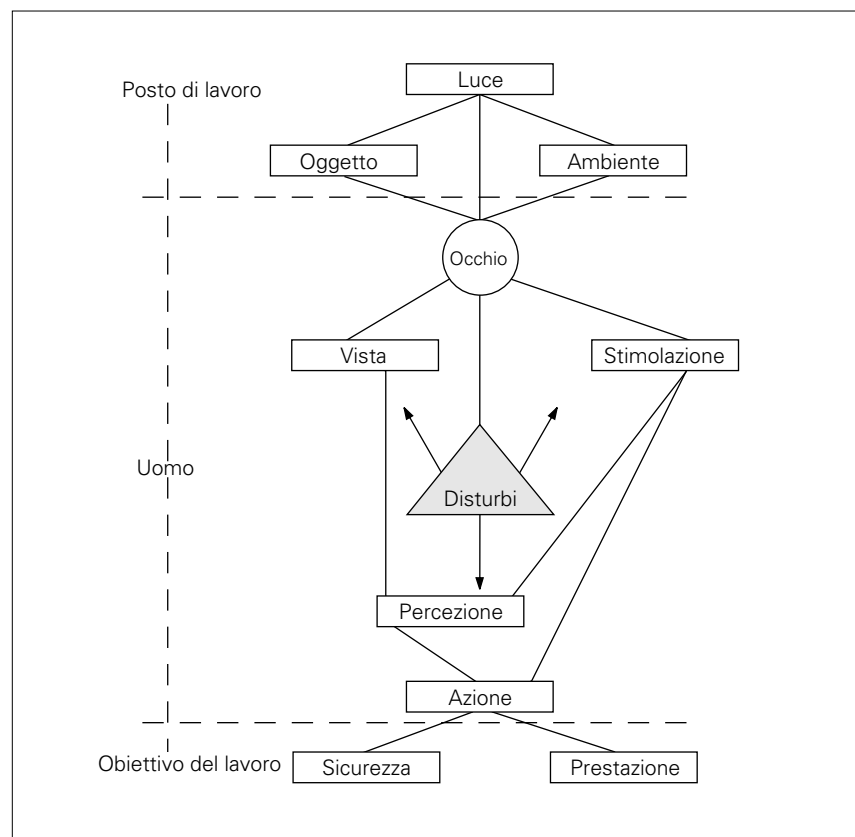 Luce
Posto di lavoro
Oggetto
Ambiente
Occhio
Vista
Stimolazione
Uomo
Disturbi
Percezione
Azione
Obiettivo del lavoro
Sicurezza
Prestazione